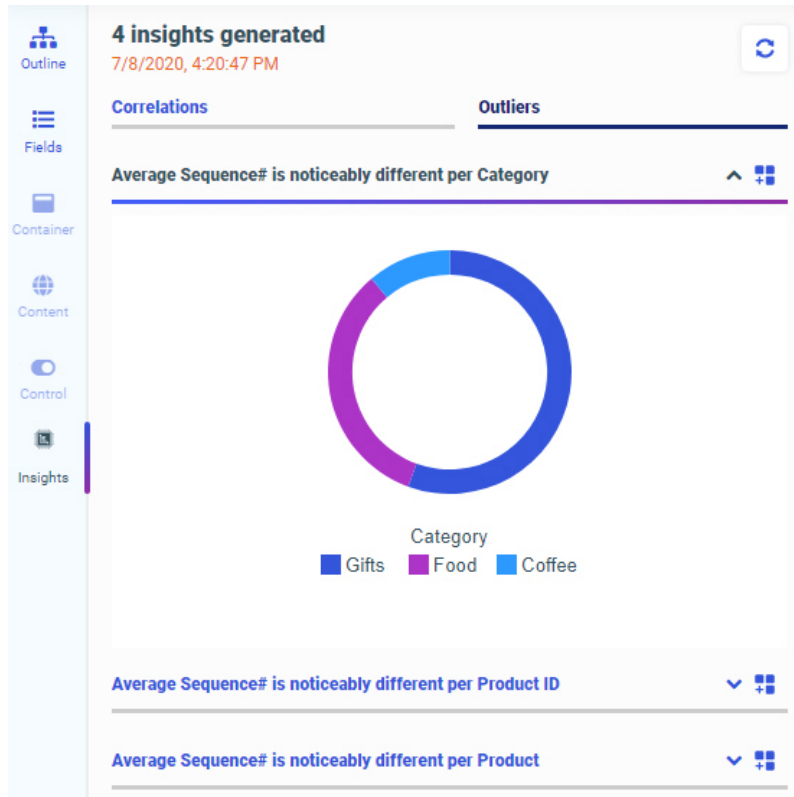 Outline
Fields
Container
Content
Control
Insights
4 insights generated
7/8/2020, 4:20:47 PM
Correlations
Outliers
Average Sequence# is noticeably different per Category
Category
Gifts Food Coffee
Average Sequence# is noticeably different per Product ID
Average Sequence# is noticeably different per Product